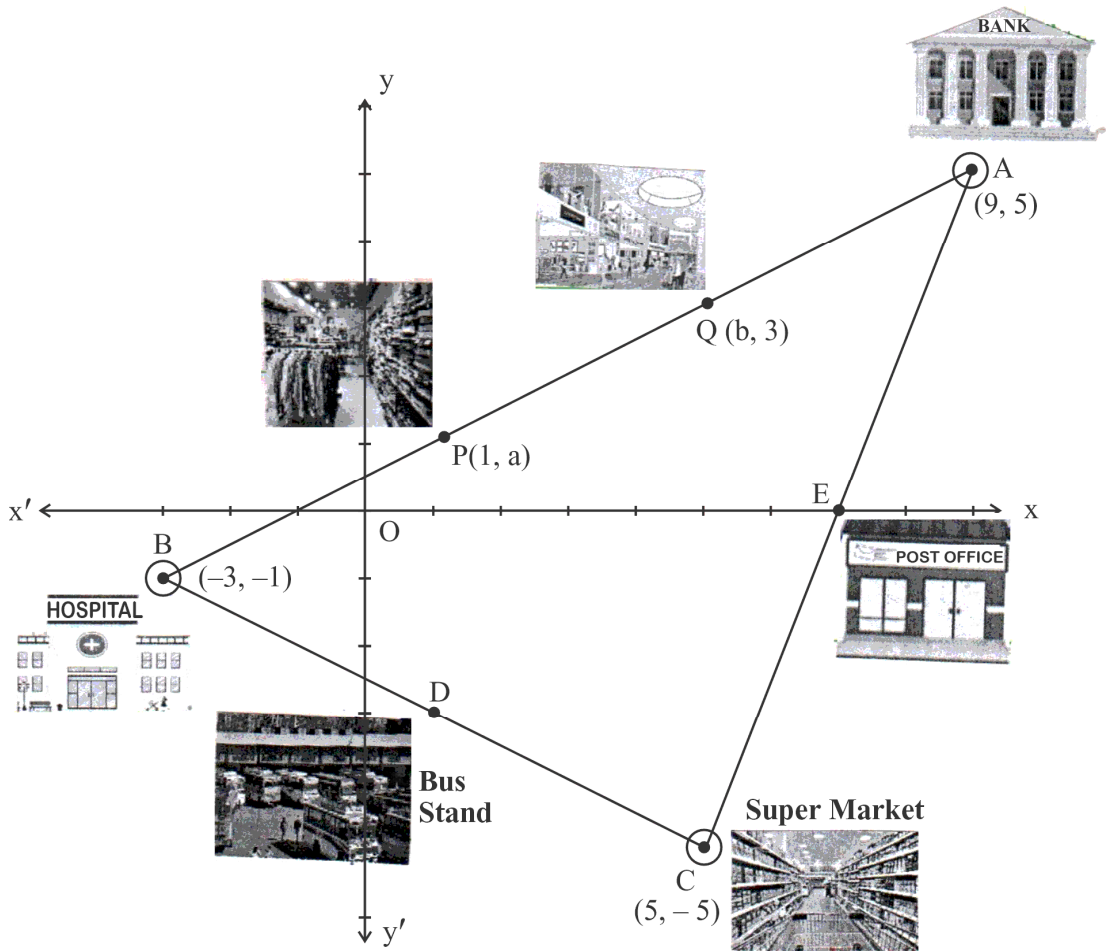 BANK
y
A
(9, 5)
Q (b, 3)
P(1, a)
x′
O
E
x
B
(–3, –1)
HOSPITAL
POST OFFICE
D
Bus
Stand
Super Market
C
(5, – 5)
y′